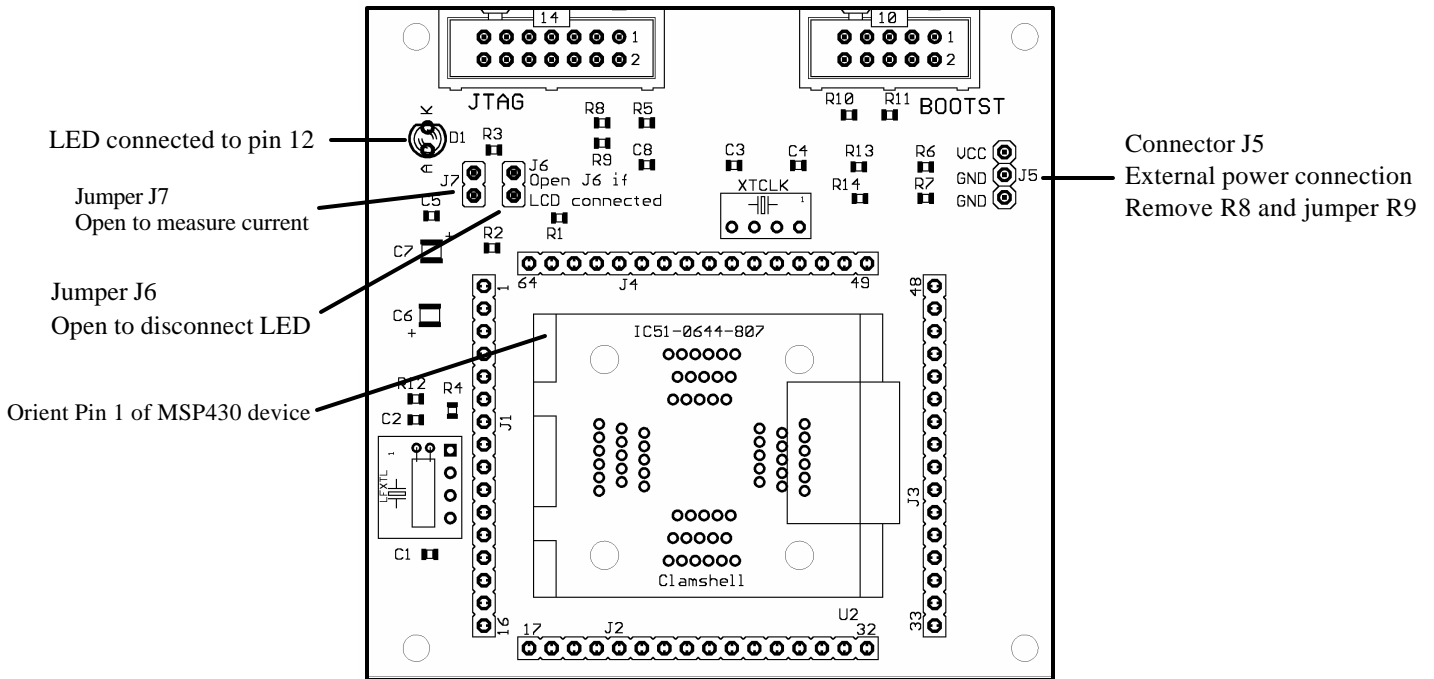 14
10
1
2
1
2
JTAG
BOOTST
R10
R11
K
D1
A
R3
R8
R5
R9
C8
C3
C4
R13
R6
R14
R7
VCC
GND
GND
J5
LED connected to pin 12
Connector J5
External power connection
Remove R8 and jumper R9
Jumper J7
Open to measure current
J7
J6
Open J6 if
LCD connected
XTCLK
1
C5
+
C7
R2
R1
64
J4
49
Jumper J6
Open to disconnect LED
1
48
C6
+
IC51-0644-807
Orient Pin 1 of MSP430 device
R12
R4
C2
J1
1
LFXTL
J3
C1
Clamshell
16
33
U2
17
J2
32